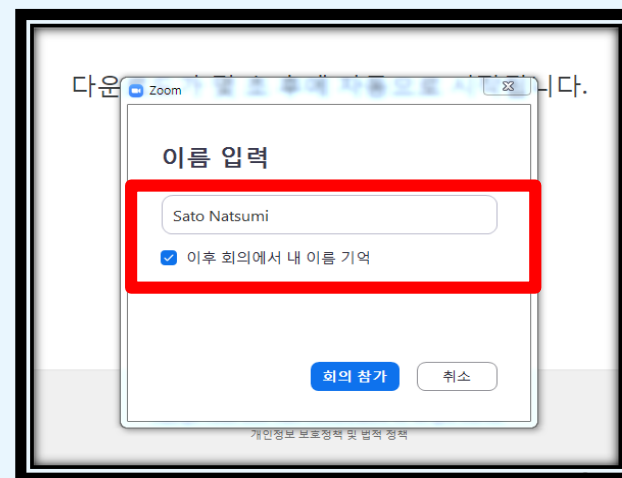 다운
니다.
Zoom
이름 입력
Sato Natsumi
이후 회의에서 내 이름 기억
회의 참가
취소
개인정보 보호정책 및 법적 정책